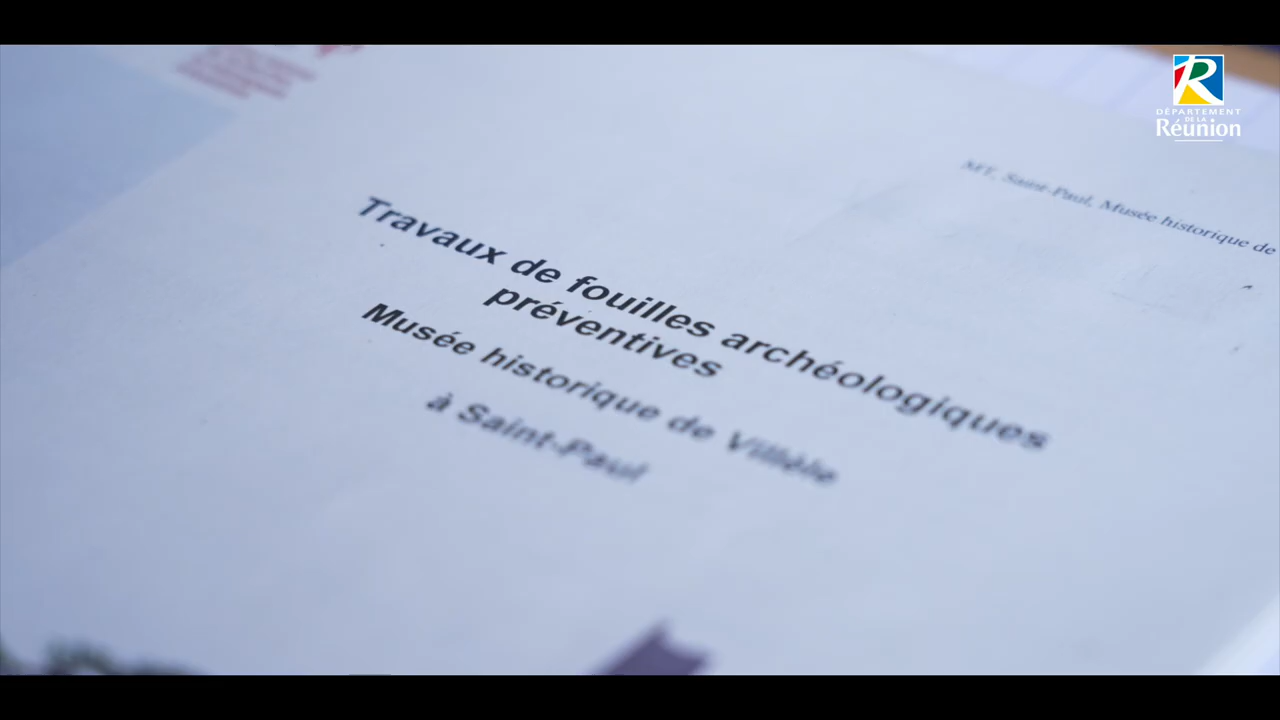 DÉPARTEMENT
DE LA
Réunion
MT, Saint-Paul, Musée historique de
Travaux de fouilles archéologiques
préventives
Musée historique de Villèle
à Saint-Paul